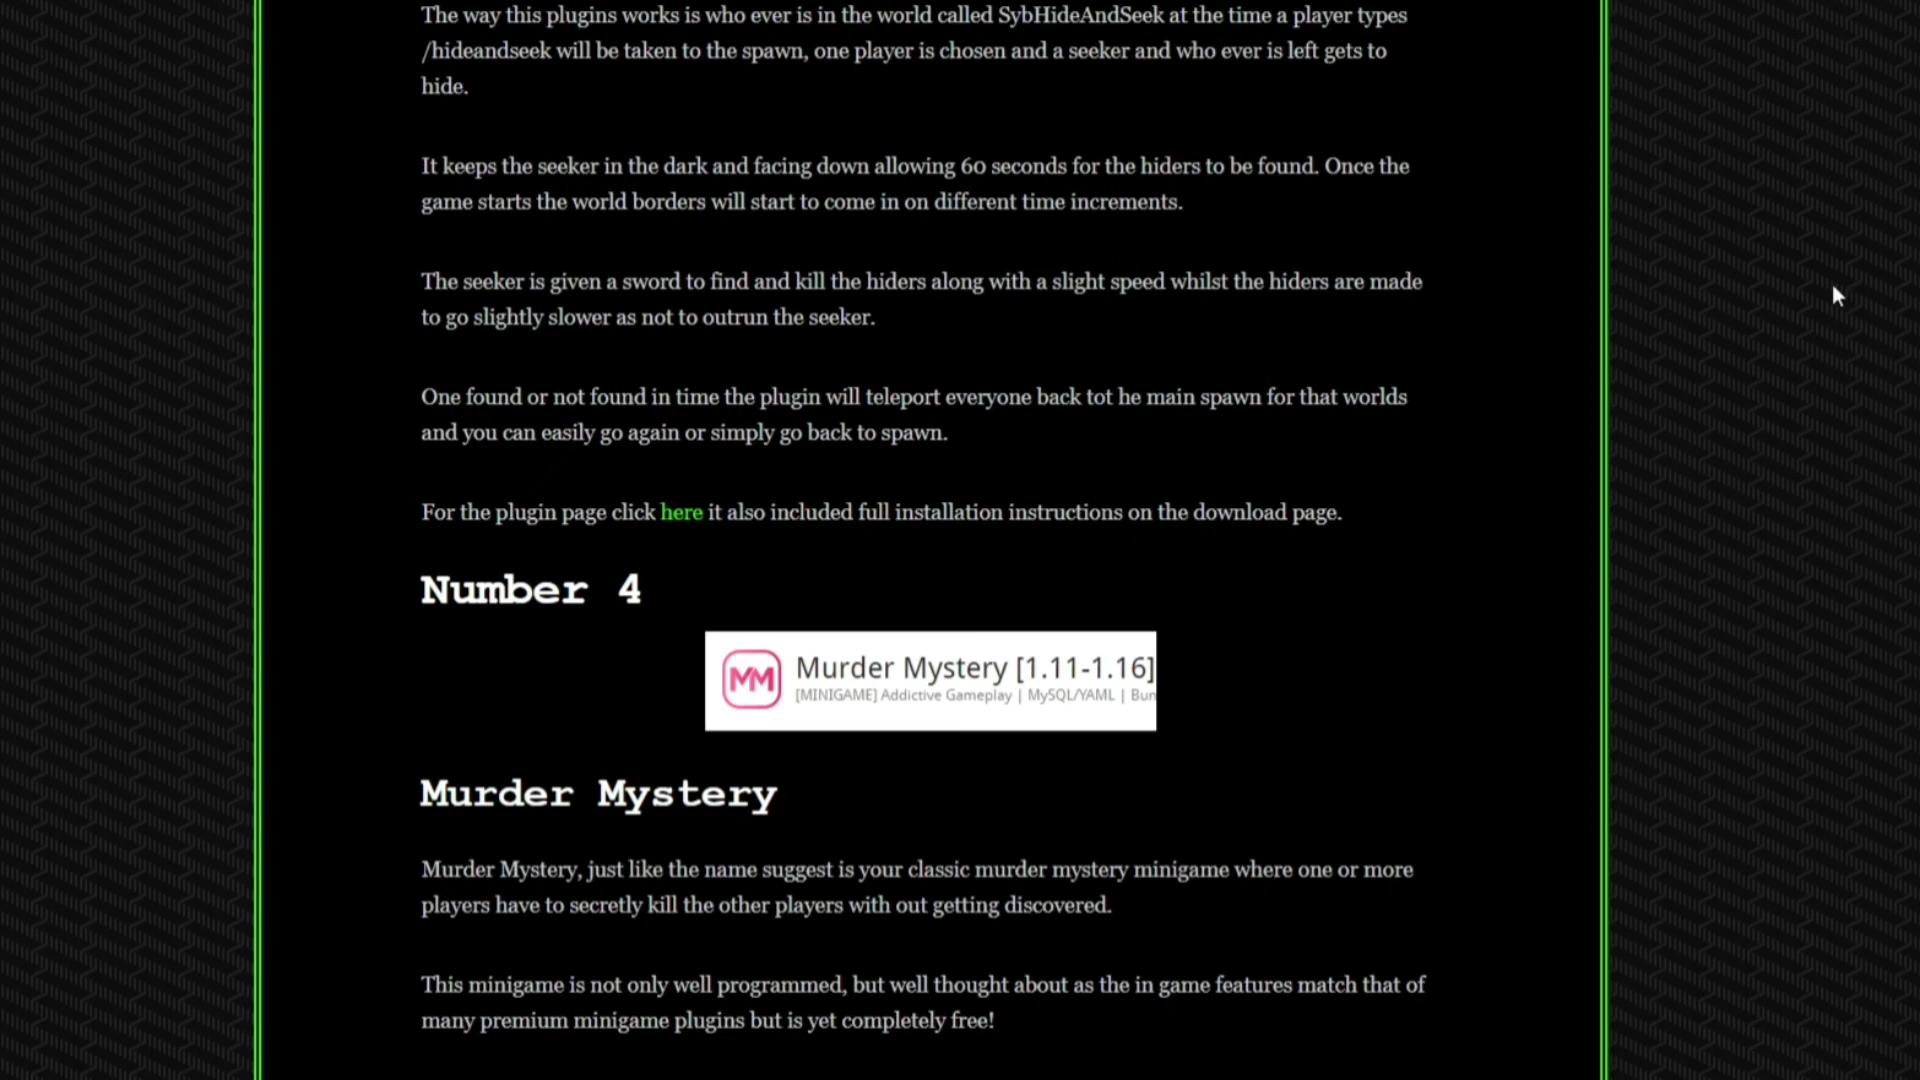 The way this plugins works is who ever is in the world called SybHideAndSeek at the time a player types
/hideandseek will be taken to the spawn, one player is chosen and a seeker and who ever is left gets to
hide.
It keeps the seeker in the dark and facing down allowing 60 seconds for the hiders to be found. Once the
game starts the world borders will start to come in on different time increments.
The seeker is given a sword to find and kill the hiders along with a slight speed whilst the hiders are made
to go slightly slower as not to outrun the seeker.
One found or not found in time the plugin will teleport everyone back tot he main spawn for that worlds
and you can easily go again or simply go back to spawn.
For the plugin page click here it also included full installation instructions on the download page.
Number 4
MM
Murder Mystery [1.11-1.16]
[MINIGAME] Addictive Gameplay | MySQL/YAML | Bun
Murder Mystery
Murder Mystery, just like the name suggest is your classic murder mystery minigame where one or more
players have to secretly kill the other players with out getting discovered.
This minigame is not only well programmed, but well thought about as the in game features match that of
many premium minigame plugins but is yet completely free!